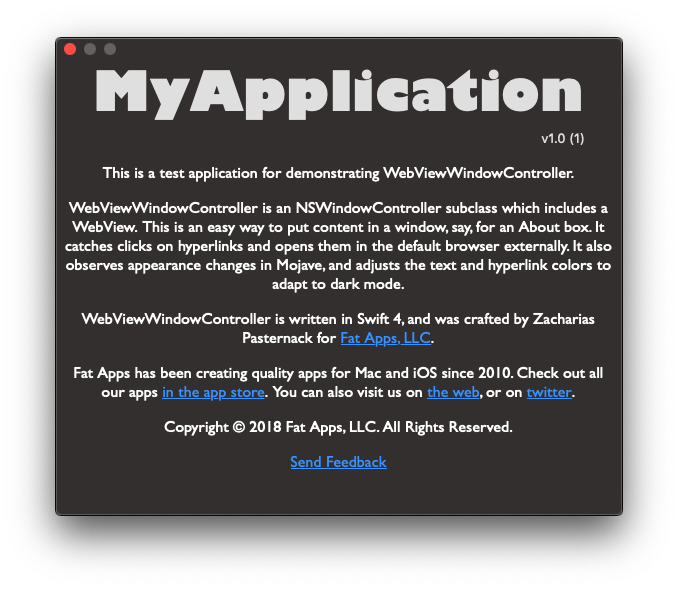 MyApplication
v1.0 (1)
This is a test application for demonstrating WebViewWindowController.
WebViewWindowController is an NSWindowController subclass which includes a
WebView. This is an easy way to put content in a window, say, for an About box. It
catches clicks on hyperlinks and opens them in the default browser externally. It also
observes appearance changes in Mojave, and adjusts the text and hyperlink colors to
adapt to dark mode.
WebViewWindowController is written in Swift 4, and was crafted by Zacharias
Pasternack for Fat Apps, LLC.
Fat Apps has been creating quality apps for Mac and iOS since 2010. Check out all
our apps in the app store. You can also visit us on the web, or on twitter.
Copyright © 2018 Fat Apps, LLC. All Rights Reserved.
Send Feedback